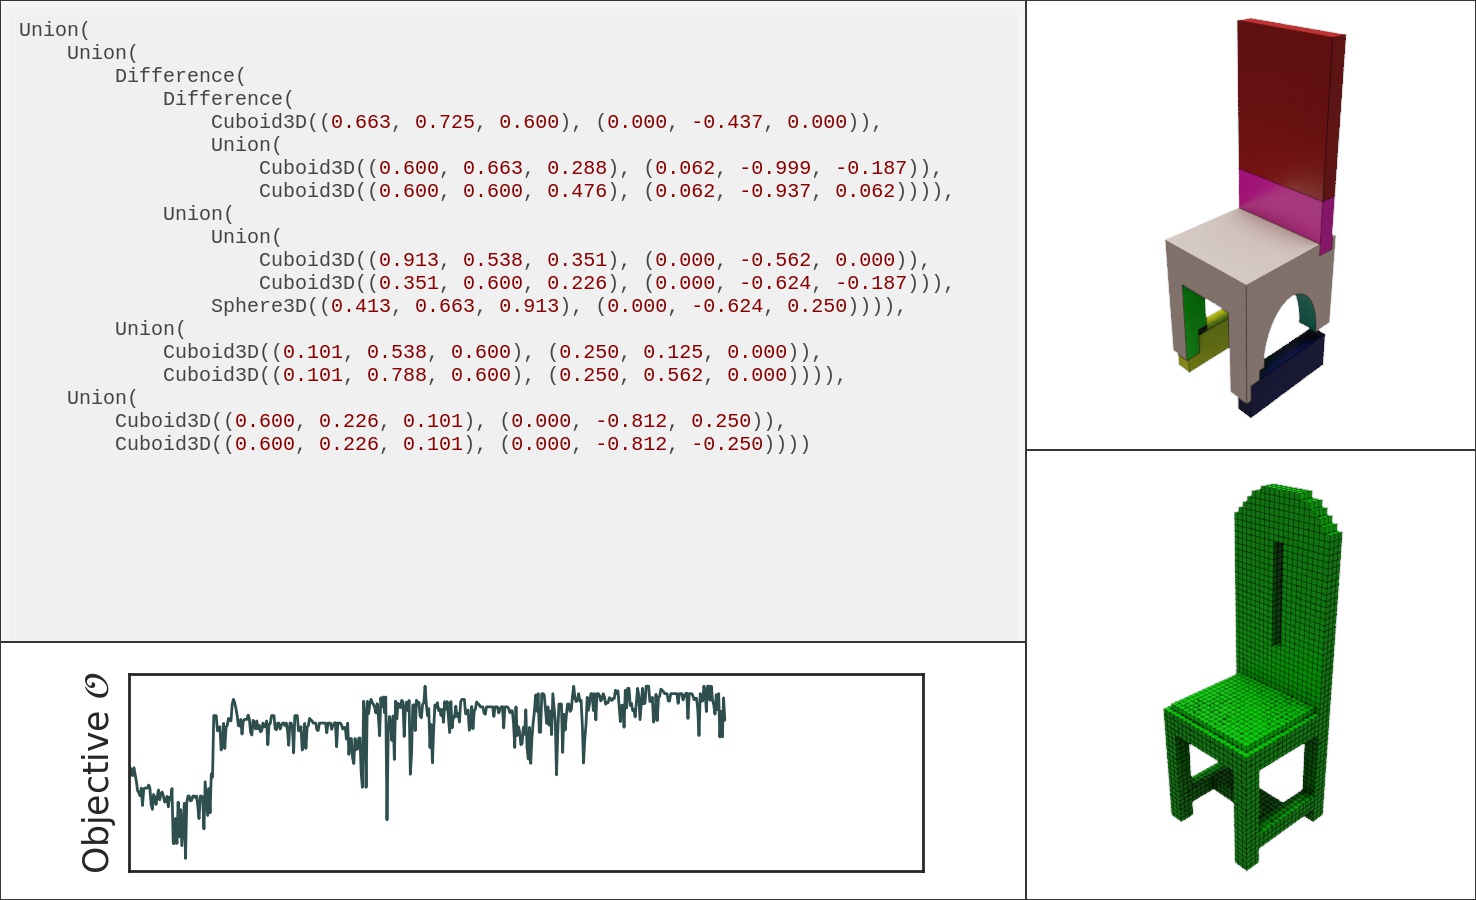 Union(
    Union(
        Difference(
            Difference(
                Cuboid3D((0.663, 0.725, 0.600), (0.000, -0.437, 0.000)),
                Union(
                    Cuboid3D((0.600, 0.663, 0.288), (0.062, -0.999, -0.187)),
                    Cuboid3D((0.600, 0.600, 0.476), (0.062, -0.937, 0.062)))),
            Union(
                Union(
                    Cuboid3D((0.913, 0.538, 0.351), (0.000, -0.562, 0.000)),
                    Cuboid3D((0.351, 0.600, 0.226), (0.000, -0.624, -0.187))),
                Sphere3D((0.413, 0.663, 0.913), (0.000, -0.624, 0.250)))),
        Union(
            Cuboid3D((0.101, 0.538, 0.600), (0.250, 0.125, 0.000)),
            Cuboid3D((0.101, 0.788, 0.600), (0.250, 0.562, 0.000)))),
    Union(
        Cuboid3D((0.600, 0.226, 0.101), (0.000, -0.812, 0.250)),
        Cuboid3D((0.600, 0.226, 0.101), (0.000, -0.812, -0.250))))
Objective 𝒪